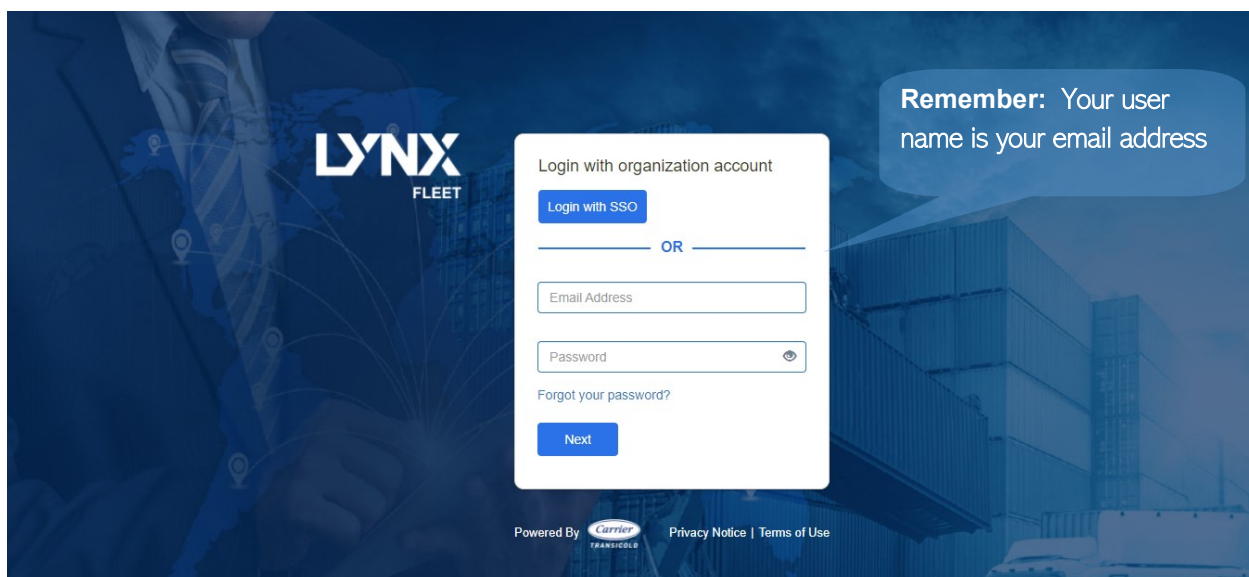 LYNX
FLEET
Remember: Your user
name is your email address
Login with organization account
Login with SSO
OR
Email Address
Password
Forgot your password?
Next
Powered By Carrier TRANSICOLD Privacy Notice | Terms of Use